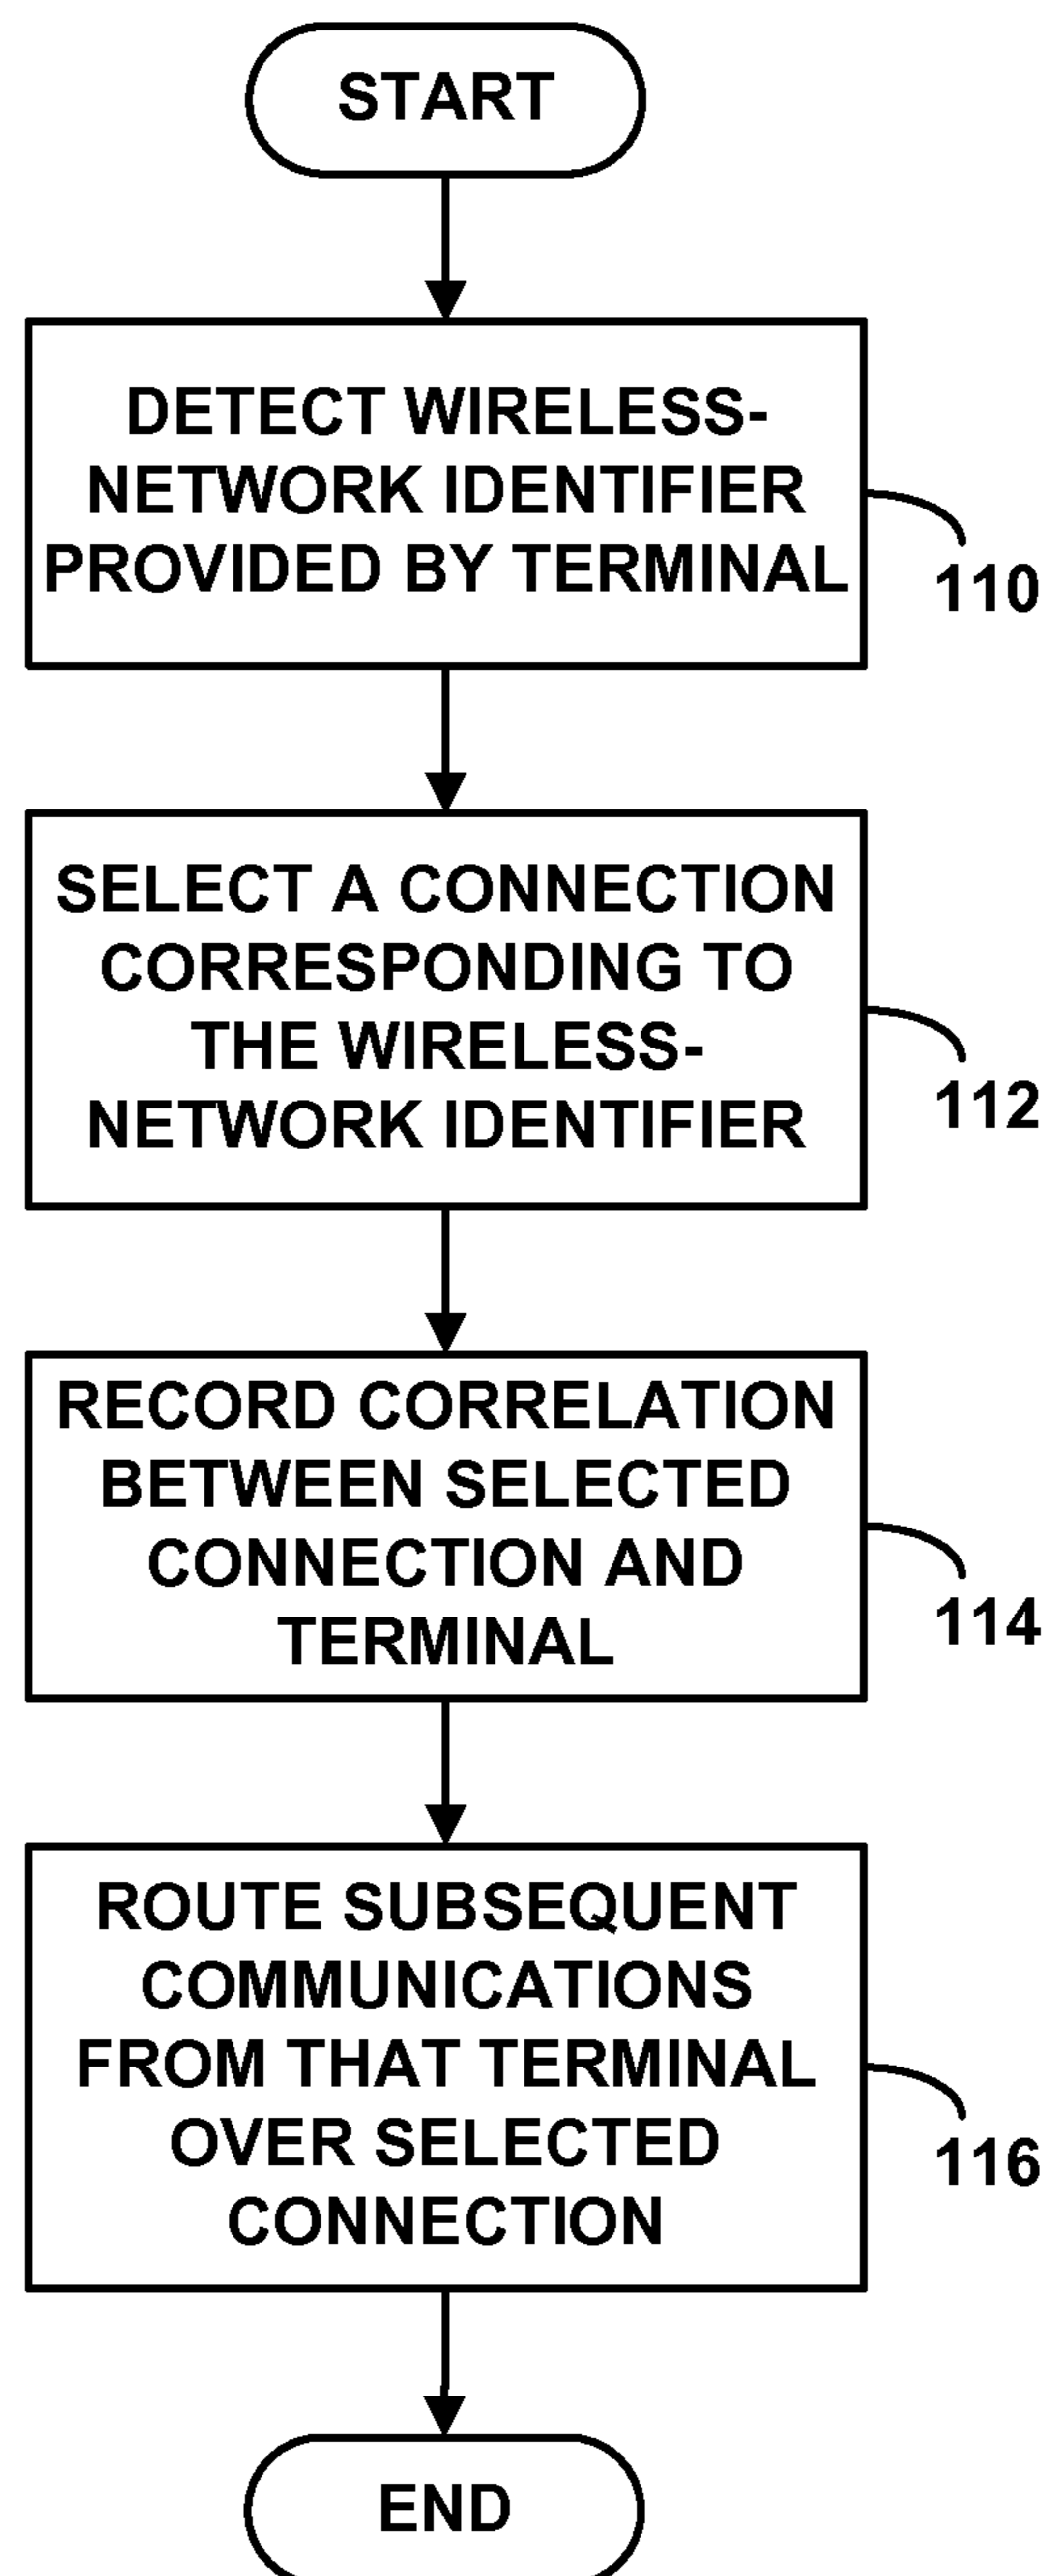 START
DETECT WIRELESS-
NETWORK IDENTIFIER
PROVIDED BY TERMINAL
110
SELECT A CONNECTION
CORRESPONDING TO
THE WIRELESS-
NETWORK IDENTIFIER
112
RECORD CORRELATION
BETWEEN SELECTED
CONNECTION AND
TERMINAL
114
ROUTE SUBSEQUENT
COMMUNICATIONS
FROM THAT TERMINAL
OVER SELECTED
CONNECTION
116
END